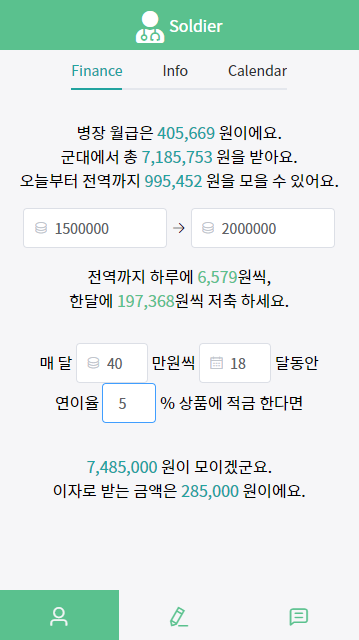 Soldier
Finance Info Calendar
병장 월급은 405,669 원이에요.
군대에서 총 7,185,753 원을 받아요.
오늘부터 전역까지 995,452 원을 모을 수 있어요.
1500000 → 2000000
전역까지 하루에 6,579원씩,
한달에 197,368원씩 저축 하세요.
매 달 40 만원씩 18 달동안
연이율 5 % 상품에 적금 한다면
7,485,000 원이 모이겠군요.
이자로 받는 금액은 285,000 원이에요.